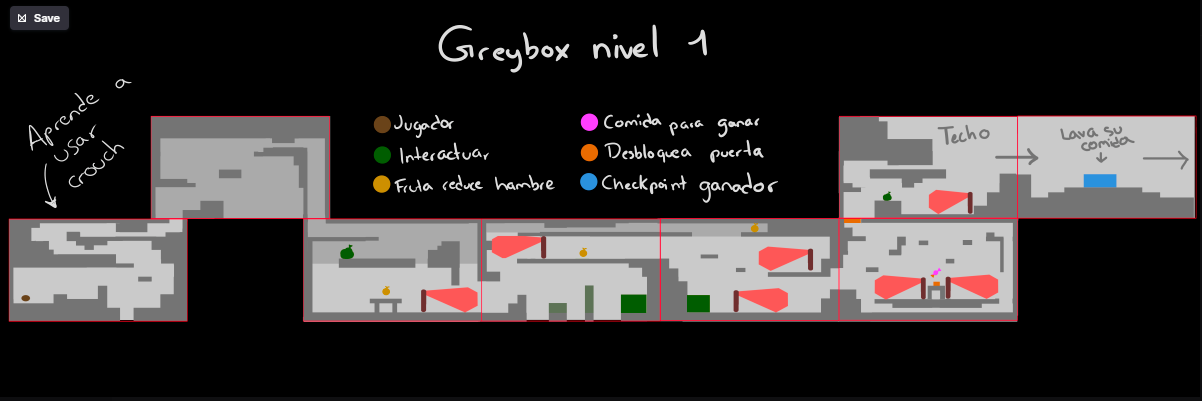 Save
Greybox nivel 1
Aprende a
usar
crouch
Jugador
Interactuar
Fruta reduce hambre
Comida para ganar
Desbloquea puerta
Checkpoint ganador
Techo
Lava su
comida